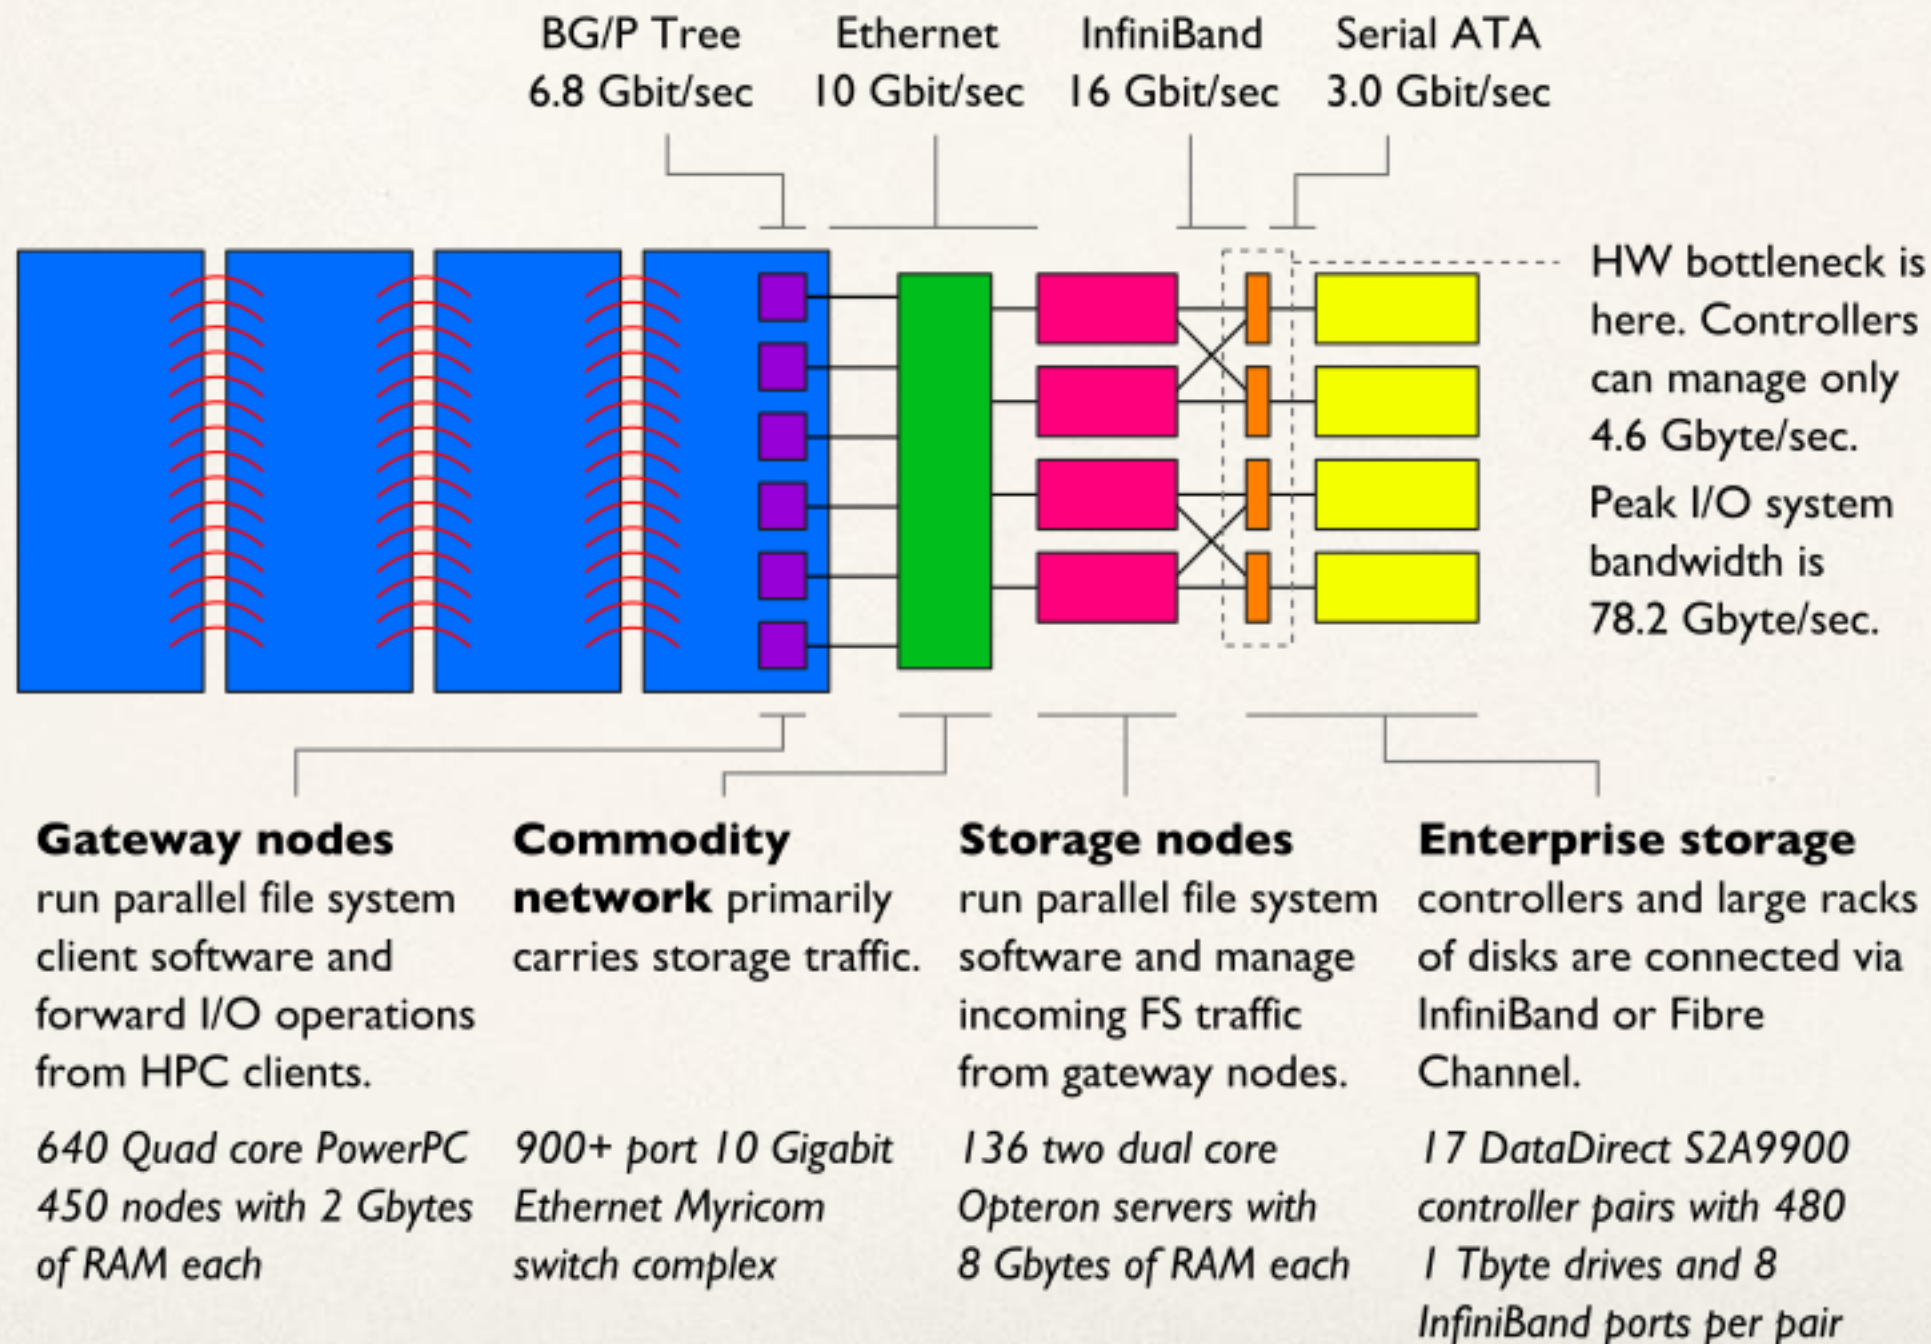 BG/P Tree
6.8 Gbit/sec
Ethernet
10 Gbit/sec
InfiniBand
16 Gbit/sec
Serial ATA
3.0 Gbit/sec
HW bottleneck is
here. Controllers
can manage only
4.6 Gbyte/sec.
Peak I/O system
bandwidth is
78.2 Gbyte/sec.
Gateway nodes
run parallel file system
client software and
forward I/O operations
from HPC clients.
640 Quad core PowerPC
450 nodes with 2 Gbytes
of RAM each
Commodity
network primarily
carries storage traffic.
900+ port 10 Gigabit
Ethernet Myricom
switch complex
Storage nodes
run parallel file system
software and manage
incoming FS traffic
from gateway nodes.
136 two dual core
Opteron servers with
8 Gbytes of RAM each
Enterprise storage
controllers and large racks
of disks are connected via
InfiniBand or Fibre
Channel.
17 DataDirect S2A9900
controller pairs with 480
1 Tbyte drives and 8
InfiniBand ports per pair